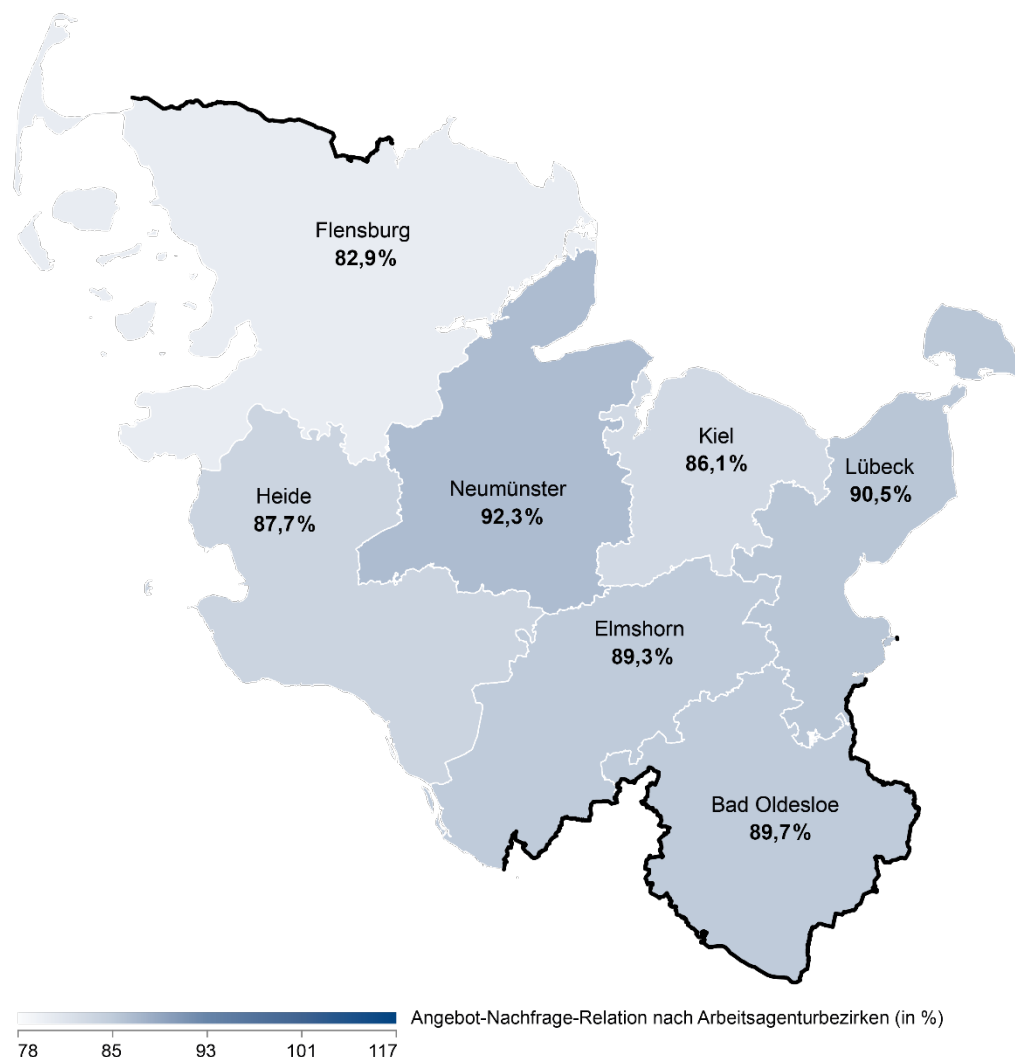 Flensburg
82,9%
Kiel
86,1%
Lübeck
90,5%
Heide
87,7%
Neumünster
92,3%
Elmshorn
89,3%
Bad Oldesloe
89,7%
Angebot-Nachfrage-Relation nach Arbeitsagenturbezirken (in %)
78 85 93 101 117